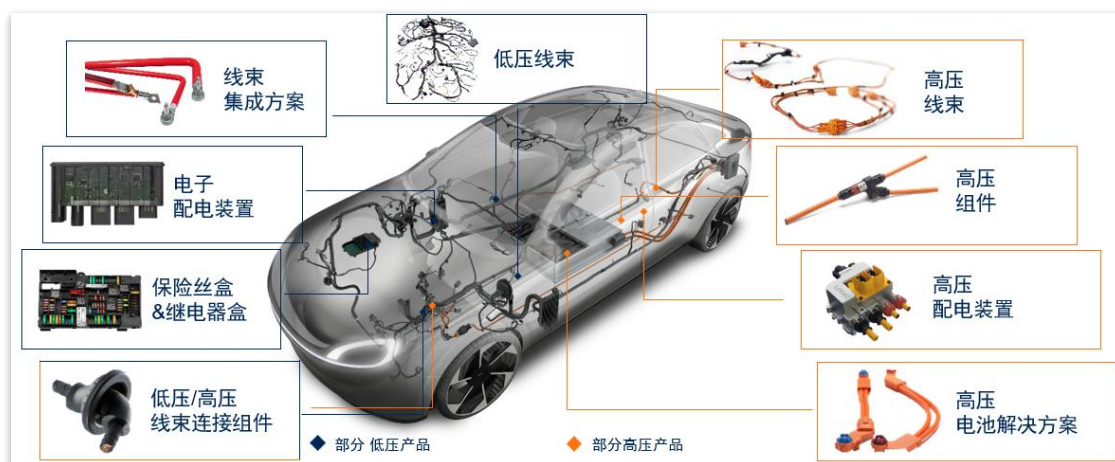 线束
集成方案
低压线束
高压
线束
电子
配电装置
高压
组件
保险丝盒
&继电器盒
高压
配电装置
低压/高压
线束连接组件
高压
电池解决方案
部分 低压产品
部分高压产品